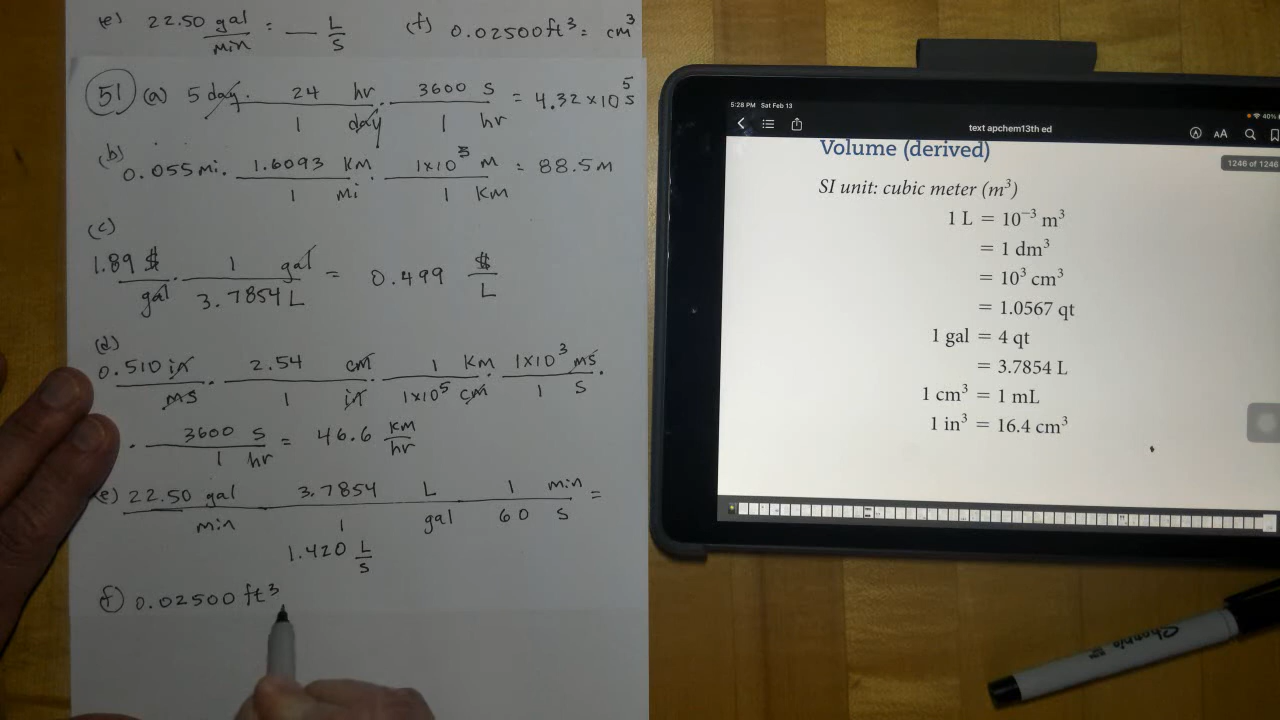 (e) 22.50 gal/min = __ L/s (f) 0.02500 ft³ = cm³
51 (a) 5 day · 24 hr / 1 day · 3600 s / 1 hr = 4.32 × 10⁵ s
(b) 0.055 mi · 1.6093 km / 1 mi · 1×10³ m / 1 km = 88.5 m
(c)
1.89 $/gal · 1 gal / 3.7854 L = 0.499 $/L
(d)
0.510 in/ms · 2.54 cm / 1 in · 1 km / 1×10⁵ cm · 1×10³ ms / 1 s ·
· 3600 s / 1 hr = 46.6 km/hr
(e) 22.50 gal / min 3.7854 L / 1 gal 1 min / 60 s =
1.420 L/s
(f) 0.02500 ft³
5:28 PM Sat Feb 13
40%
text apchem13th ed
AA
1246 of 1246
Volume (derived)
SI unit: cubic meter (m³)
1 L = 10⁻³ m³
= 1 dm³
= 10³ cm³
= 1.0567 qt
1 gal = 4 qt
= 3.7854 L
1 cm³ = 1 mL
1 in³ = 16.4 cm³
Sharpie